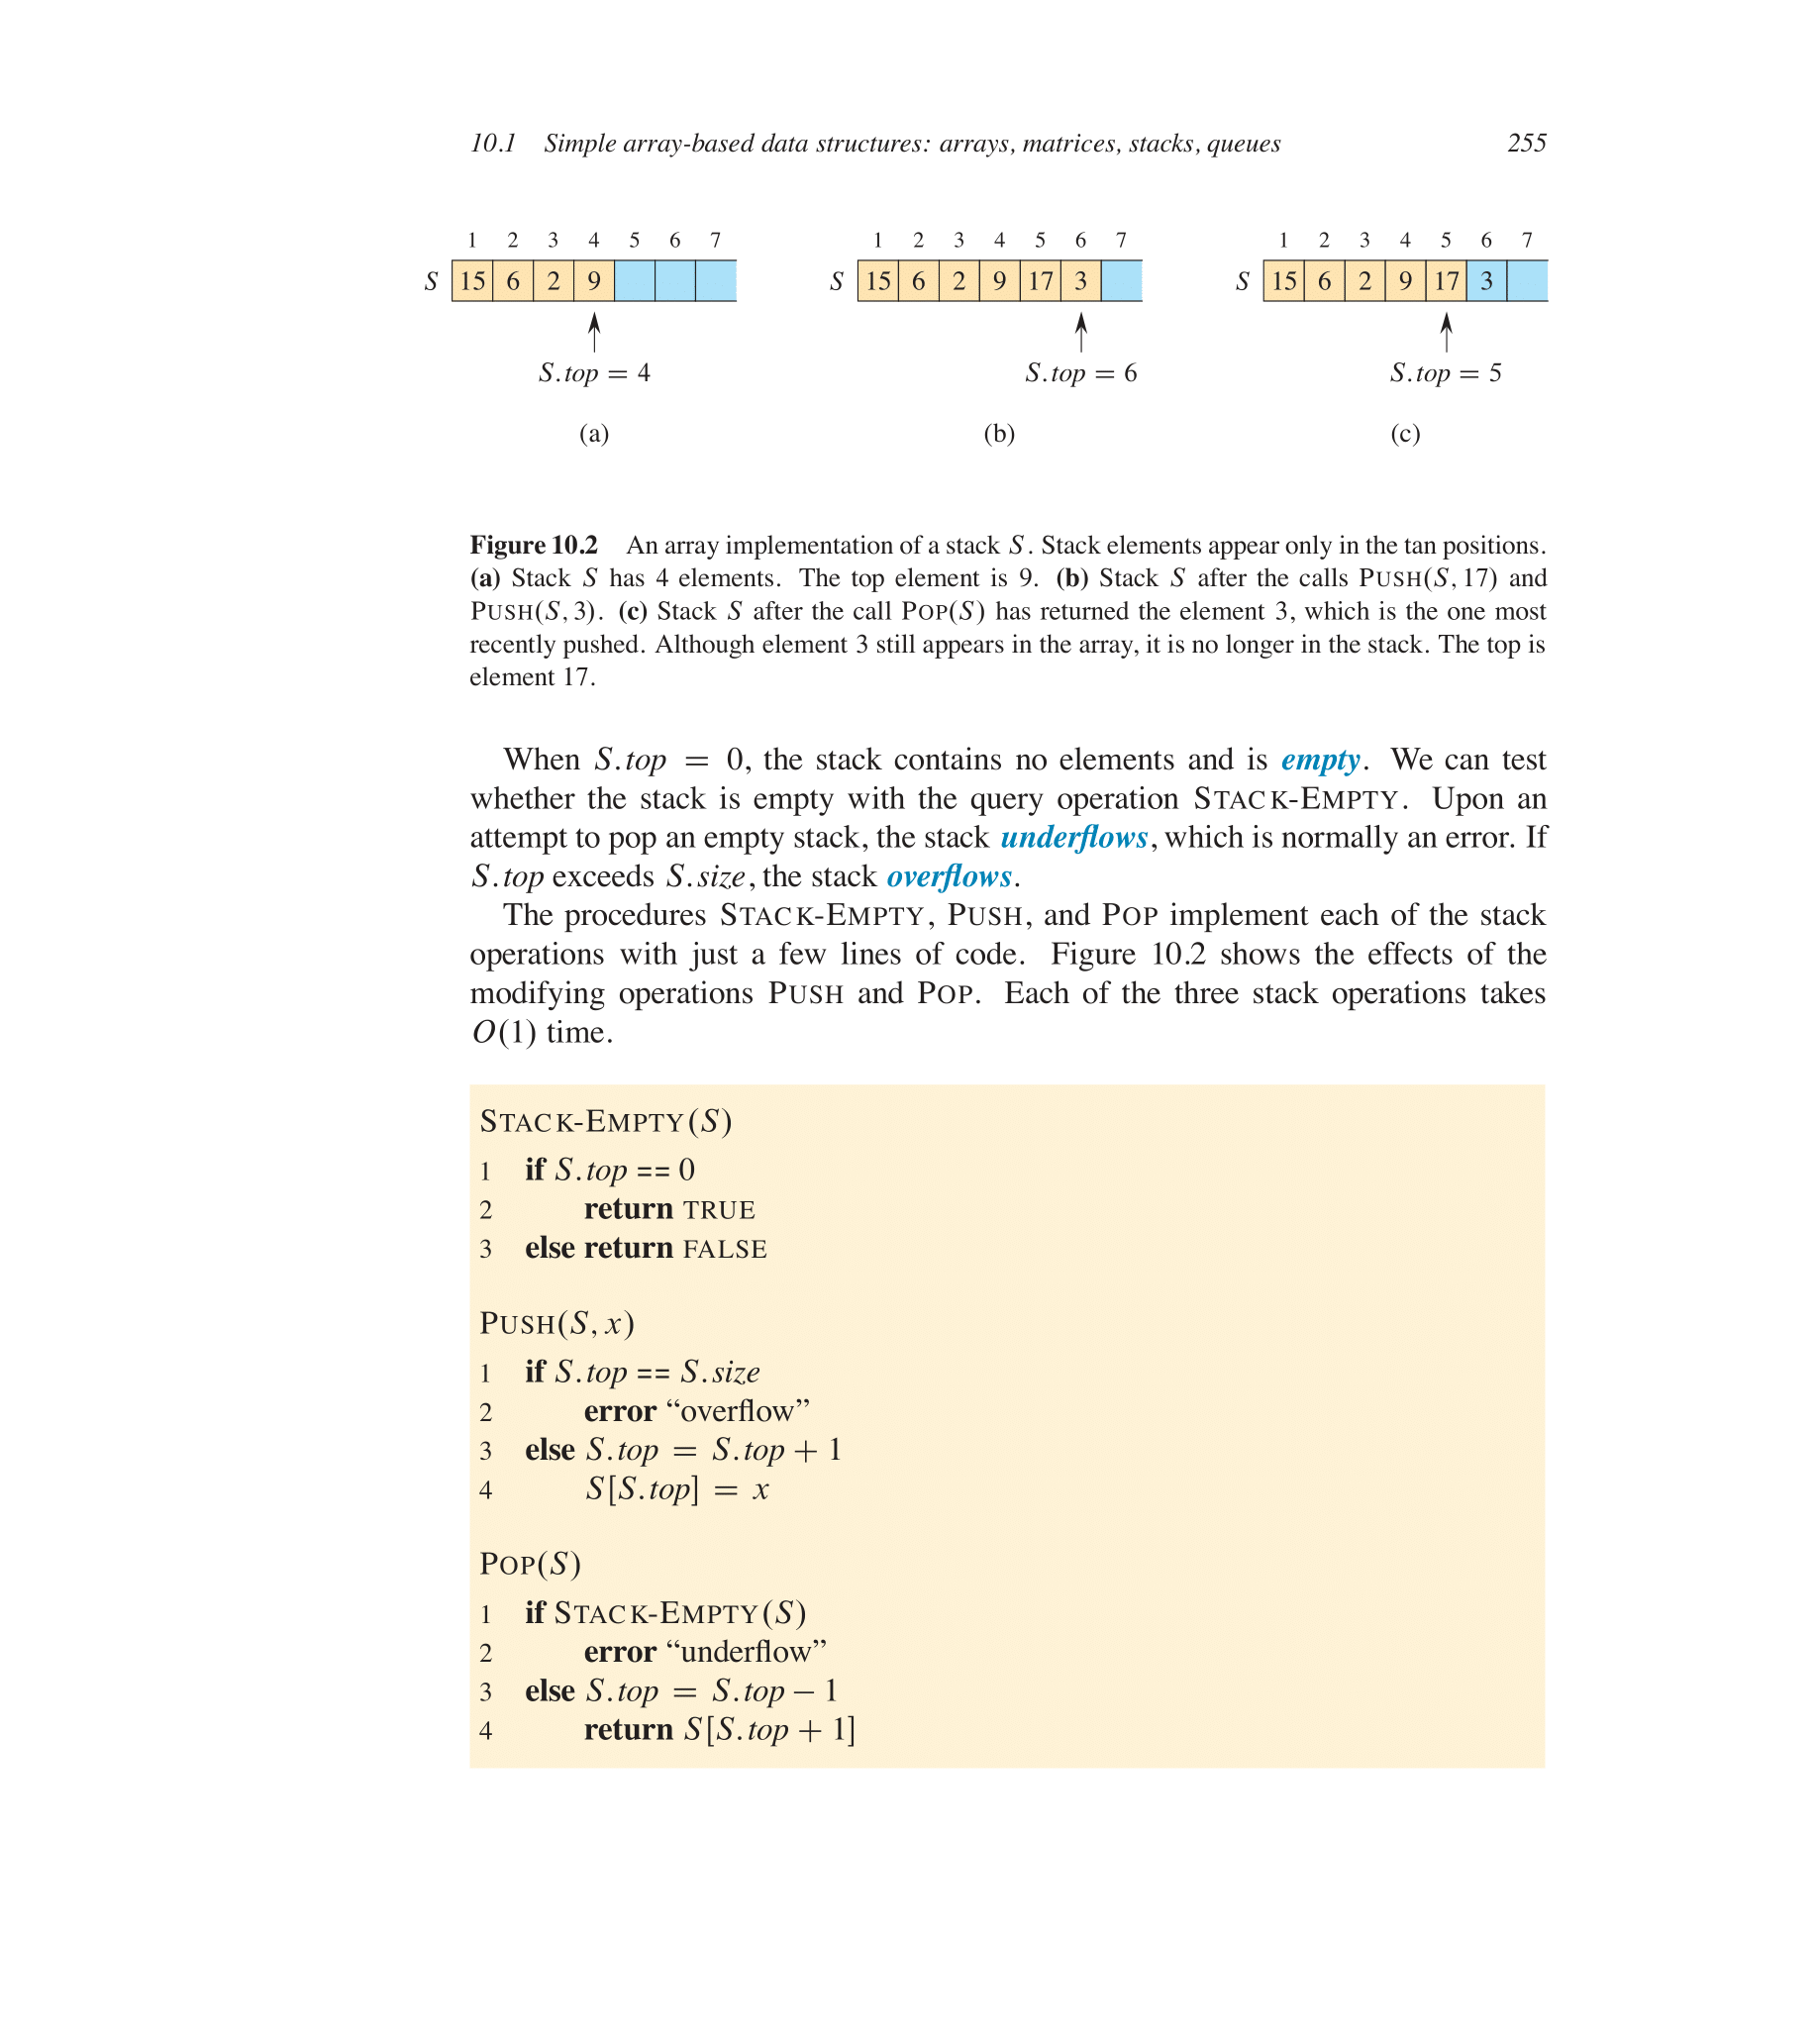 10.1 Simple array-based data structures: arrays, matrices, stacks, queues 255
1 2 3 4 5 6 7
S 15 6 2 9
S.top = 4
(a)
1 2 3 4 5 6 7
S 15 6 2 9 17 3
S.top = 6
(b)
1 2 3 4 5 6 7
S 15 6 2 9 17 3
S.top = 5
(c)
Figure 10.2 An array implementation of a stack S. Stack elements appear only in the tan positions.
(a) Stack S has 4 elements. The top element is 9. (b) Stack S after the calls PUSH(S, 17) and
PUSH(S, 3). (c) Stack S after the call POP(S) has returned the element 3, which is the one most
recently pushed. Although element 3 still appears in the array, it is no longer in the stack. The top is
element 17.
When S.top = 0, the stack contains no elements and is empty. We can test
whether the stack is empty with the query operation STACK-EMPTY. Upon an
attempt to pop an empty stack, the stack underflows, which is normally an error. If
S.top exceeds S.size, the stack overflows.
The procedures STACK-EMPTY, PUSH, and POP implement each of the stack
operations with just a few lines of code. Figure 10.2 shows the effects of the
modifying operations PUSH and POP. Each of the three stack operations takes
O(1) time.
STACK-EMPTY(S)
1 if S.top == 0
2 return TRUE
3 else return FALSE
PUSH(S, x)
1 if S.top == S.size
2 error “overflow”
3 else S.top = S.top + 1
4 S[S.top] = x
POP(S)
1 if STACK-EMPTY(S)
2 error “underflow”
3 else S.top = S.top − 1
4 return S[S.top + 1]